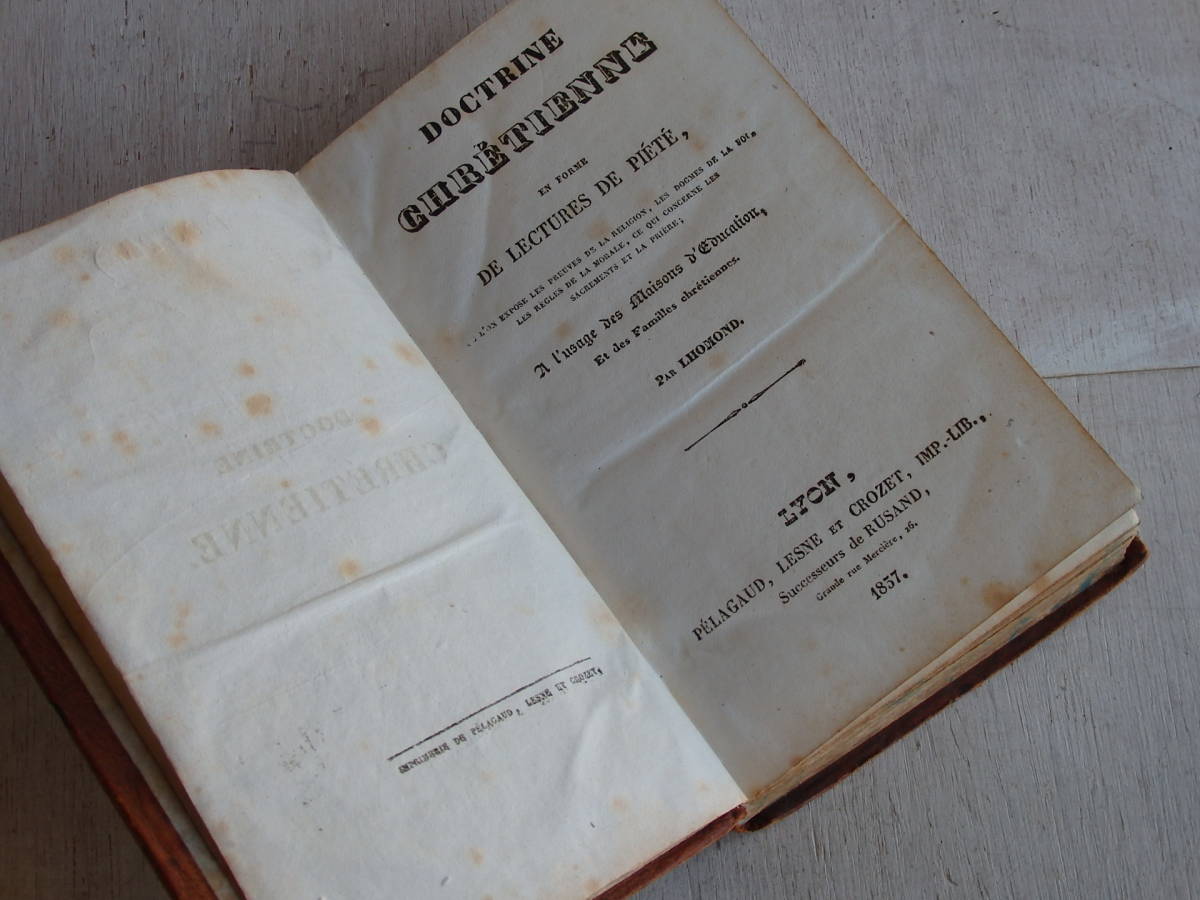 IMPRIMERIE DE PÉLAGAUD, LESNE ET CROZET,
DOCTRINE
CHRÉTIENNE
EN FORME
DE LECTURES DE PIÉTÉ,
L'ON EXPOSE LES PREUVES DE LA RELIGION, LES DOGMES DE LA FOI,
LES RÈGLES DE LA MORALE, CE QUI CONCERNE LES
SACREMENTS ET LA PRIÈRE;
A l'usage des Maisons d'Education,
Et des Familles chrétiennes.
PAR LHOMOND.
LYON,
PÉLAGAUD, LESNE ET CROZET, IMP.-LIB.,
Successeurs de RUSAND,
Grande rue Mercière, 26.
1837.